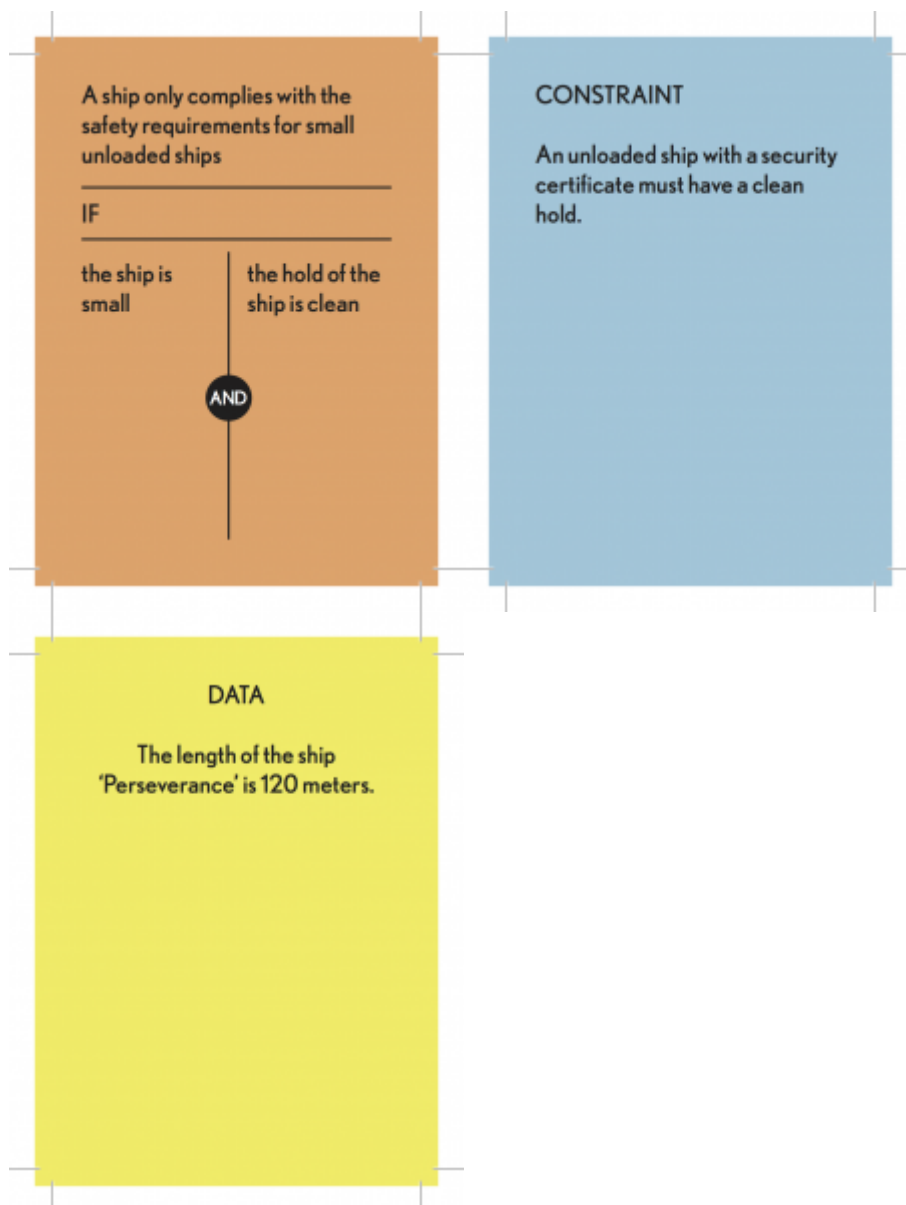 A ship only complies with the
safety requirements for small
unloaded ships
IF
the ship is
small
the hold of the
ship is clean
AND
CONSTRAINT
An unloaded ship with a security
certificate must have a clean
hold.
DATA
The length of the ship
‘Perseverance’ is 120 meters.